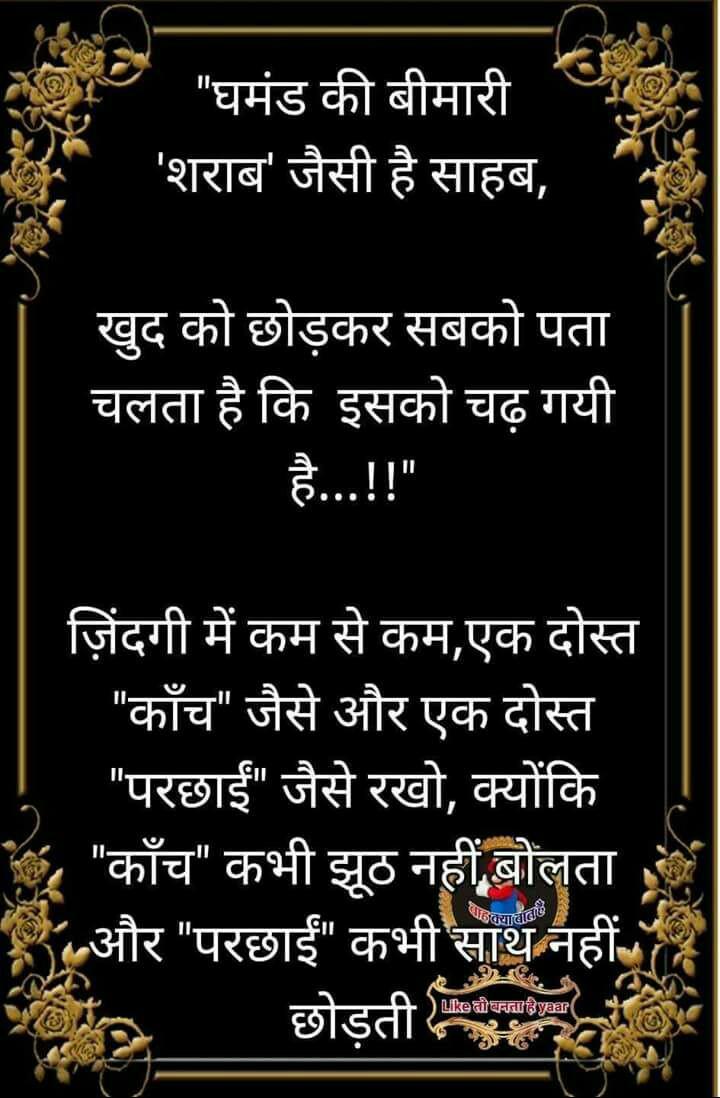 "घमंड की बीमारी
'शराब' जैसी है साहब,
खुद को छोड़कर सबको पता
चलता है कि इसको चढ़ गयी
है...!!"
ज़िंदगी में कम से कम,एक दोस्त
"काँच" जैसे और एक दोस्त
"परछाईं" जैसे रखो, क्योंकि
"काँच" कभी झूठ नहीं बोलता
वाह क्या बात है
और "परछाईं" कभी साथ नहीं
छोड़ती
Like तो बनता है yaar